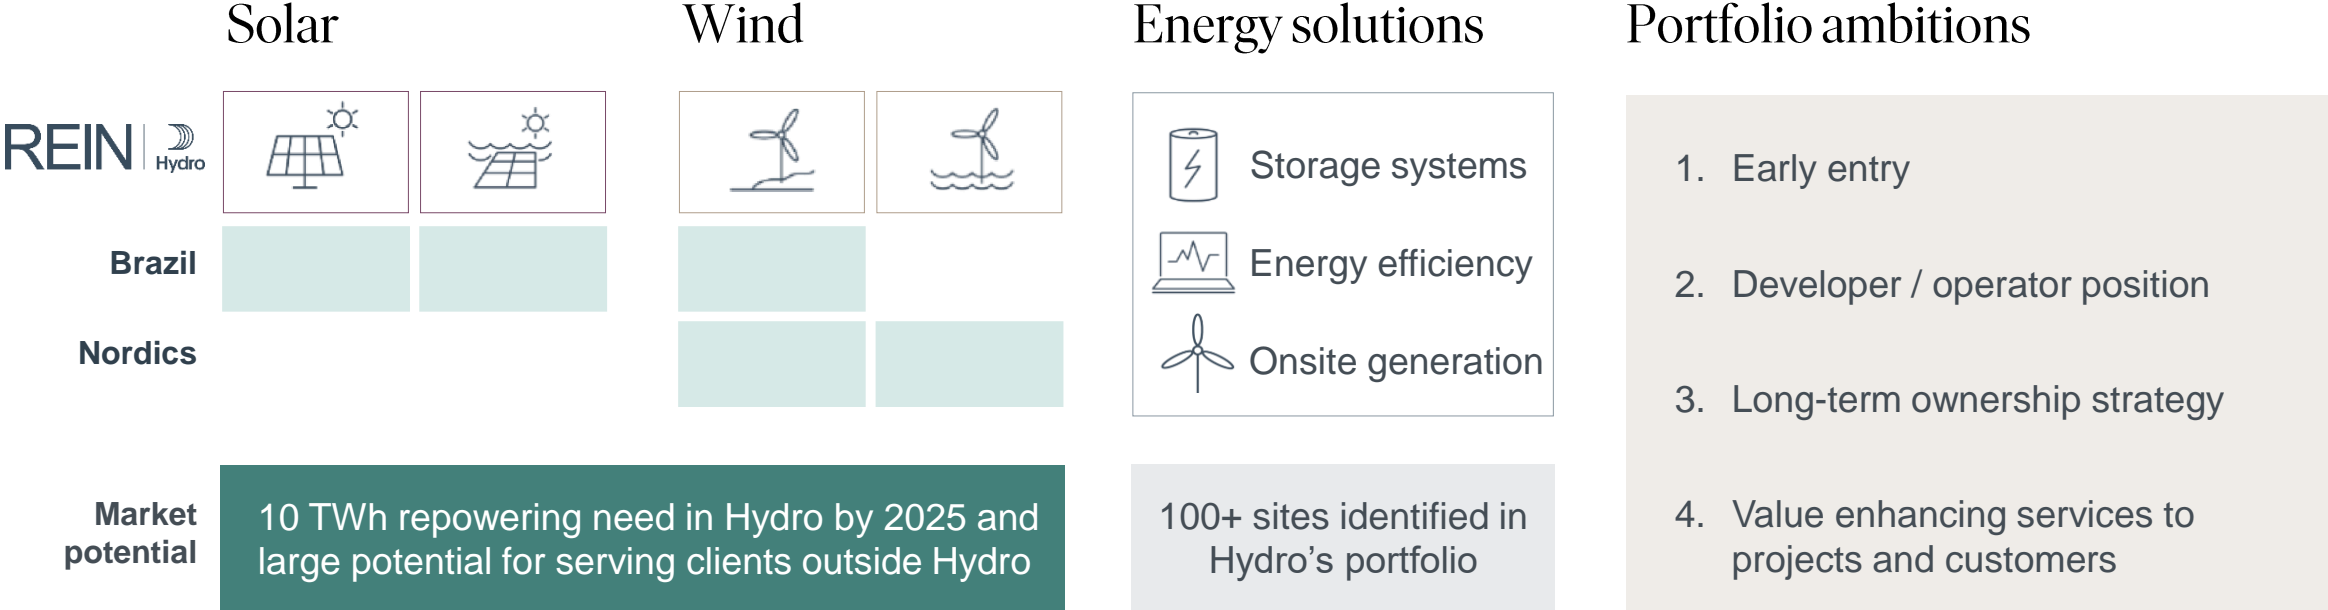 Solar
Wind
Energy solutions
Portfolio ambitions
REIN
Hydro
Brazil
Nordics
Storage systems
Energy efficiency
Onsite generation
1. Early entry
2. Developer / operator position
3. Long-term ownership strategy
4. Value enhancing services to
projects and customers
Market
potential
10 TWh repowering need in Hydro by 2025 and
large potential for serving clients outside Hydro
100+ sites identified in
Hydro’s portfolio